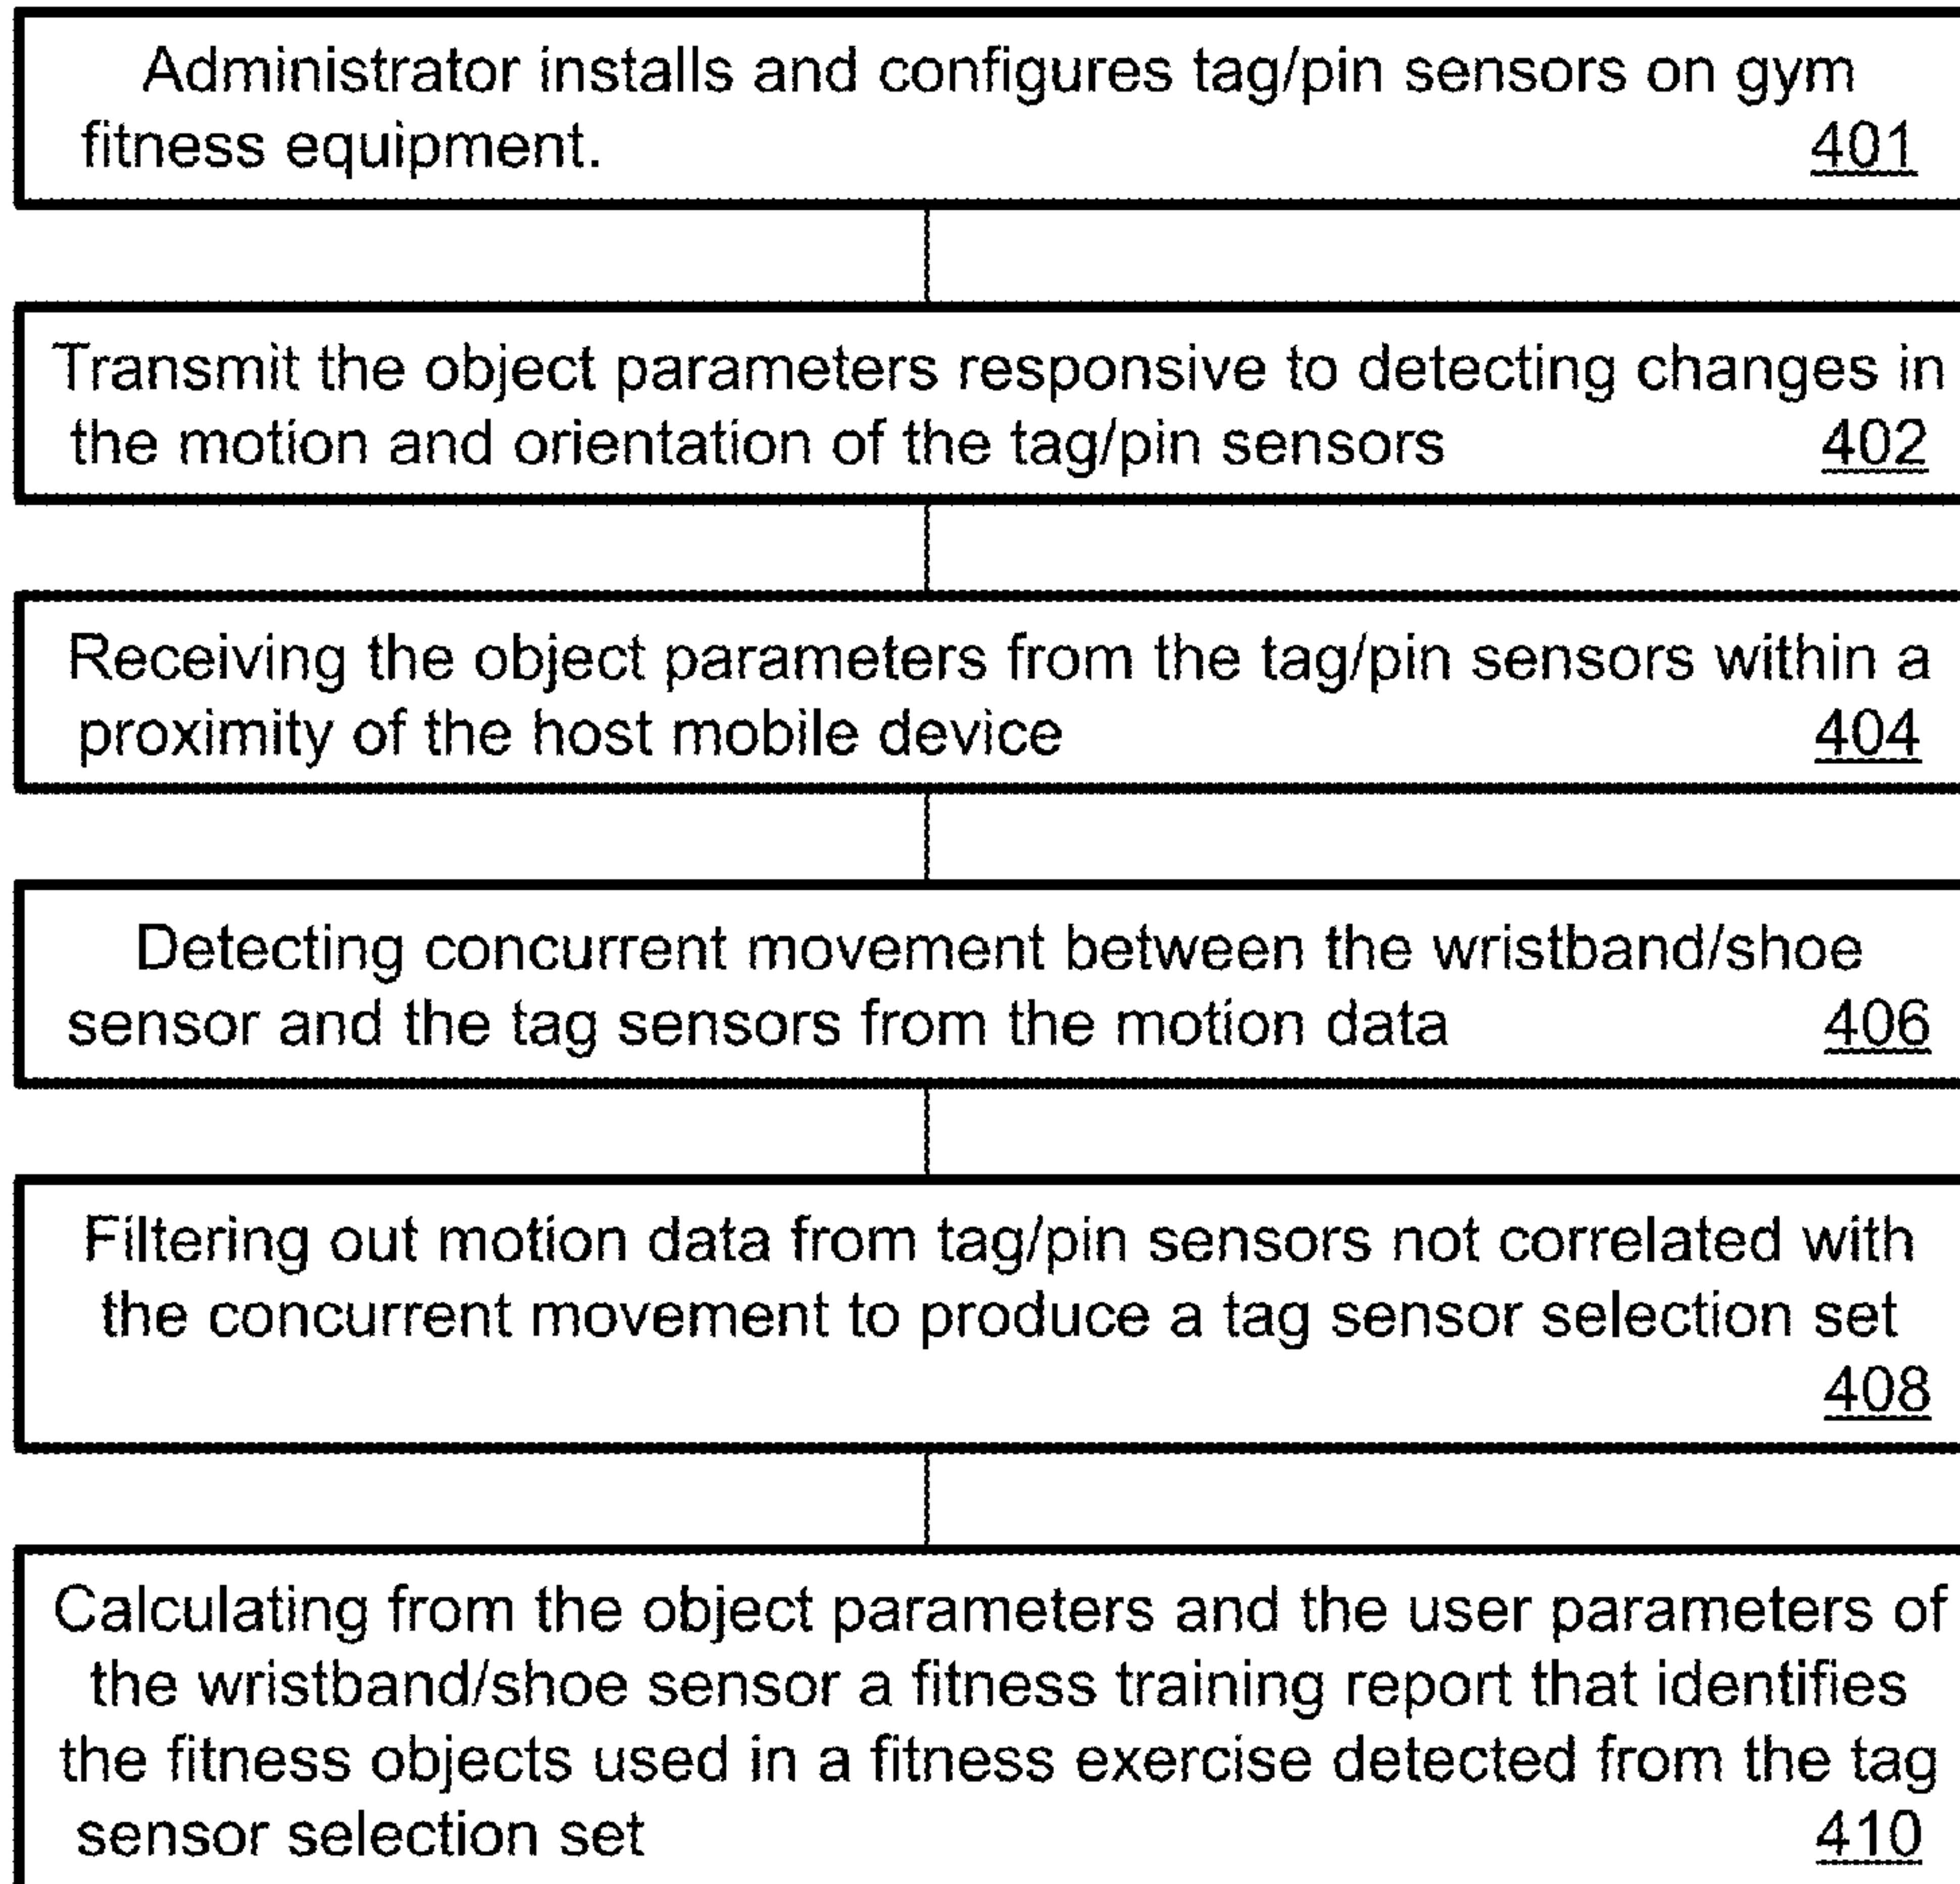 Administrator installs and configures tag/pin sensors on gym
fitness equipment. 401
Transmit the object parameters responsive to detecting changes in
the motion and orientation of the tag/pin sensors 402
Receiving the object parameters from the tag/pin sensors within a
proximity of the host mobile device 404
Detecting concurrent movement between the wristband/shoe
sensor and the tag sensors from the motion data 406
Filtering out motion data from tag/pin sensors not correlated with
the concurrent movement to produce a tag sensor selection set
408
Calculating from the object parameters and the user parameters of
the wristband/shoe sensor a fitness training report that identifies
the fitness objects used in a fitness exercise detected from the tag
sensor selection set 410